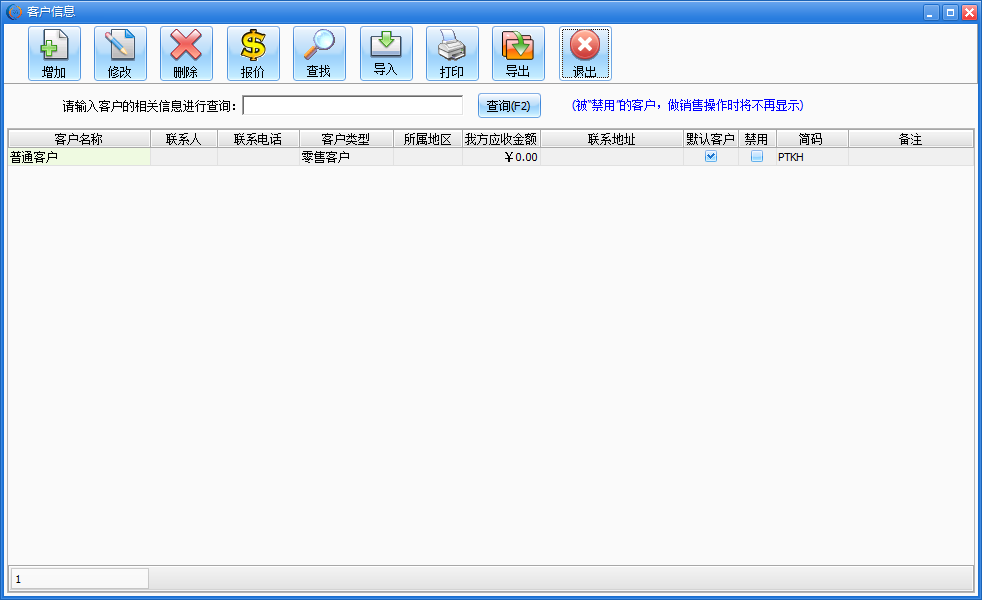 客户信息
增加 修改 删除 报价 查找 导入 打印 导出 退出
请输入客户的相关信息进行查询: 查询(F2) (被"禁用"的客户，做销售操作时将不再显示)
客户名称 联系人 联系电话 客户类型 所属地区 我方应收金额 联系地址 默认客户 禁用 简码 备注
普通客户 零售客户 ￥0.00 PTKH
1